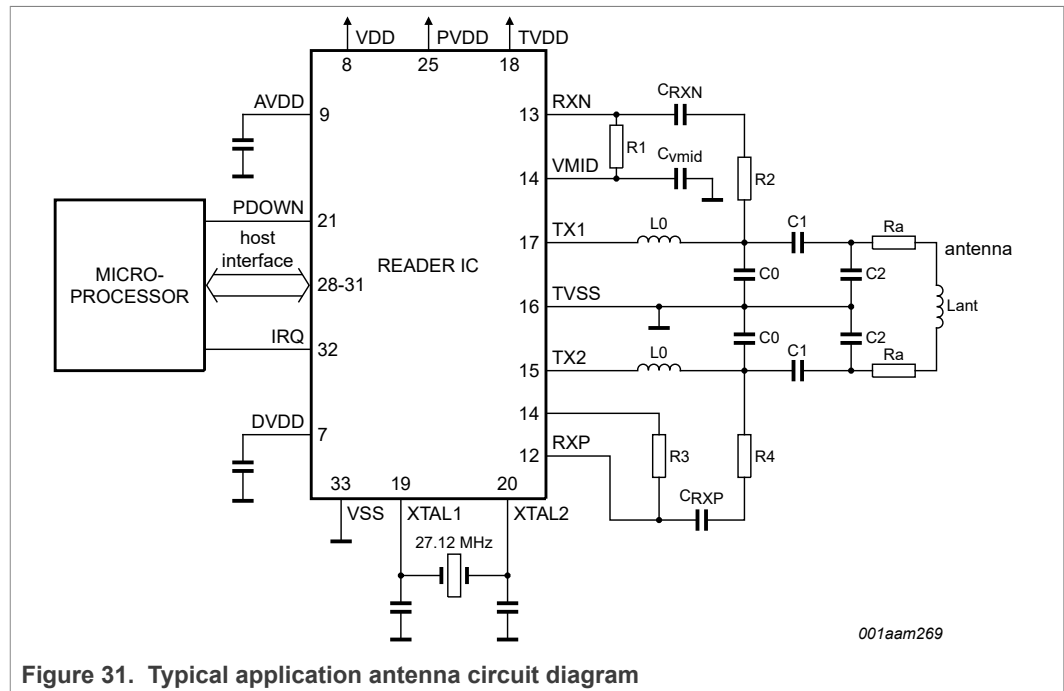 VDD PVDD TVDD
8 25 18
AVDD
9
PDOWN
21
host
interface
28-31
MICRO-
PROCESSOR
IRQ
32
DVDD
7
READER IC
33 19 20
VSS XTAL1 XTAL2
27.12 MHz
13 RXN
CRXN
R1
14 VMID
Cvmid
R2
17 TX1
L0
C1
Ra
antenna
C0
C2
16 TVSS
Lant
C0
C2
15 TX2
L0
C1
Ra
14
12 RXP
R3
R4
CRXP
001aam269
Figure 31. Typical application antenna circuit diagram